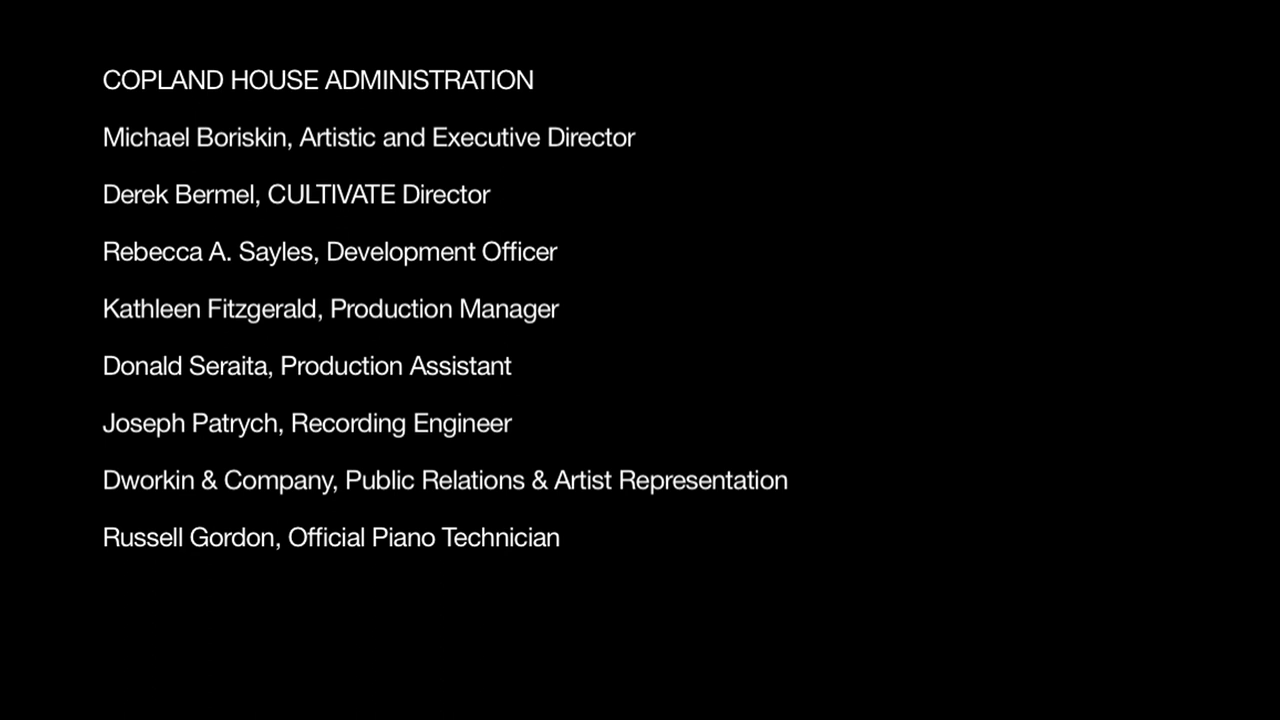 COPLAND HOUSE ADMINISTRATION
Michael Boriskin, Artistic and Executive Director
Derek Bermel, CULTIVATE Director
Rebecca A. Sayles, Development Officer
Kathleen Fitzgerald, Production Manager
Donald Seraita, Production Assistant
Joseph Patrych, Recording Engineer
Dworkin & Company, Public Relations & Artist Representation
Russell Gordon, Official Piano Technician